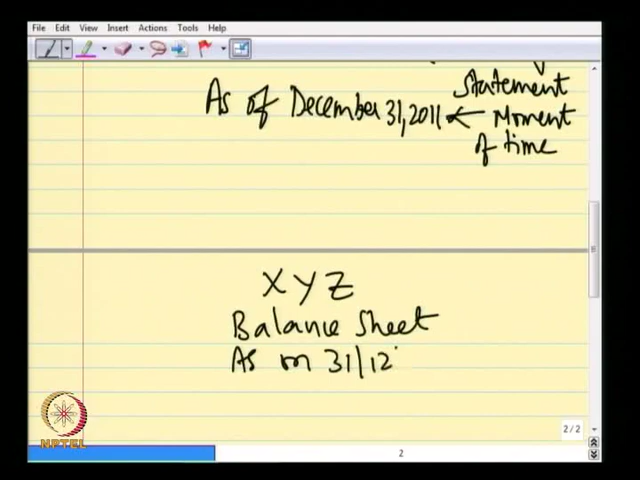 File Edit View Insert Actions Tools Help
Statement
As of December 31, 2011 ← Moment
of time
XYZ
Balance Sheet
As on 31/12
NPTEL
2/2
2